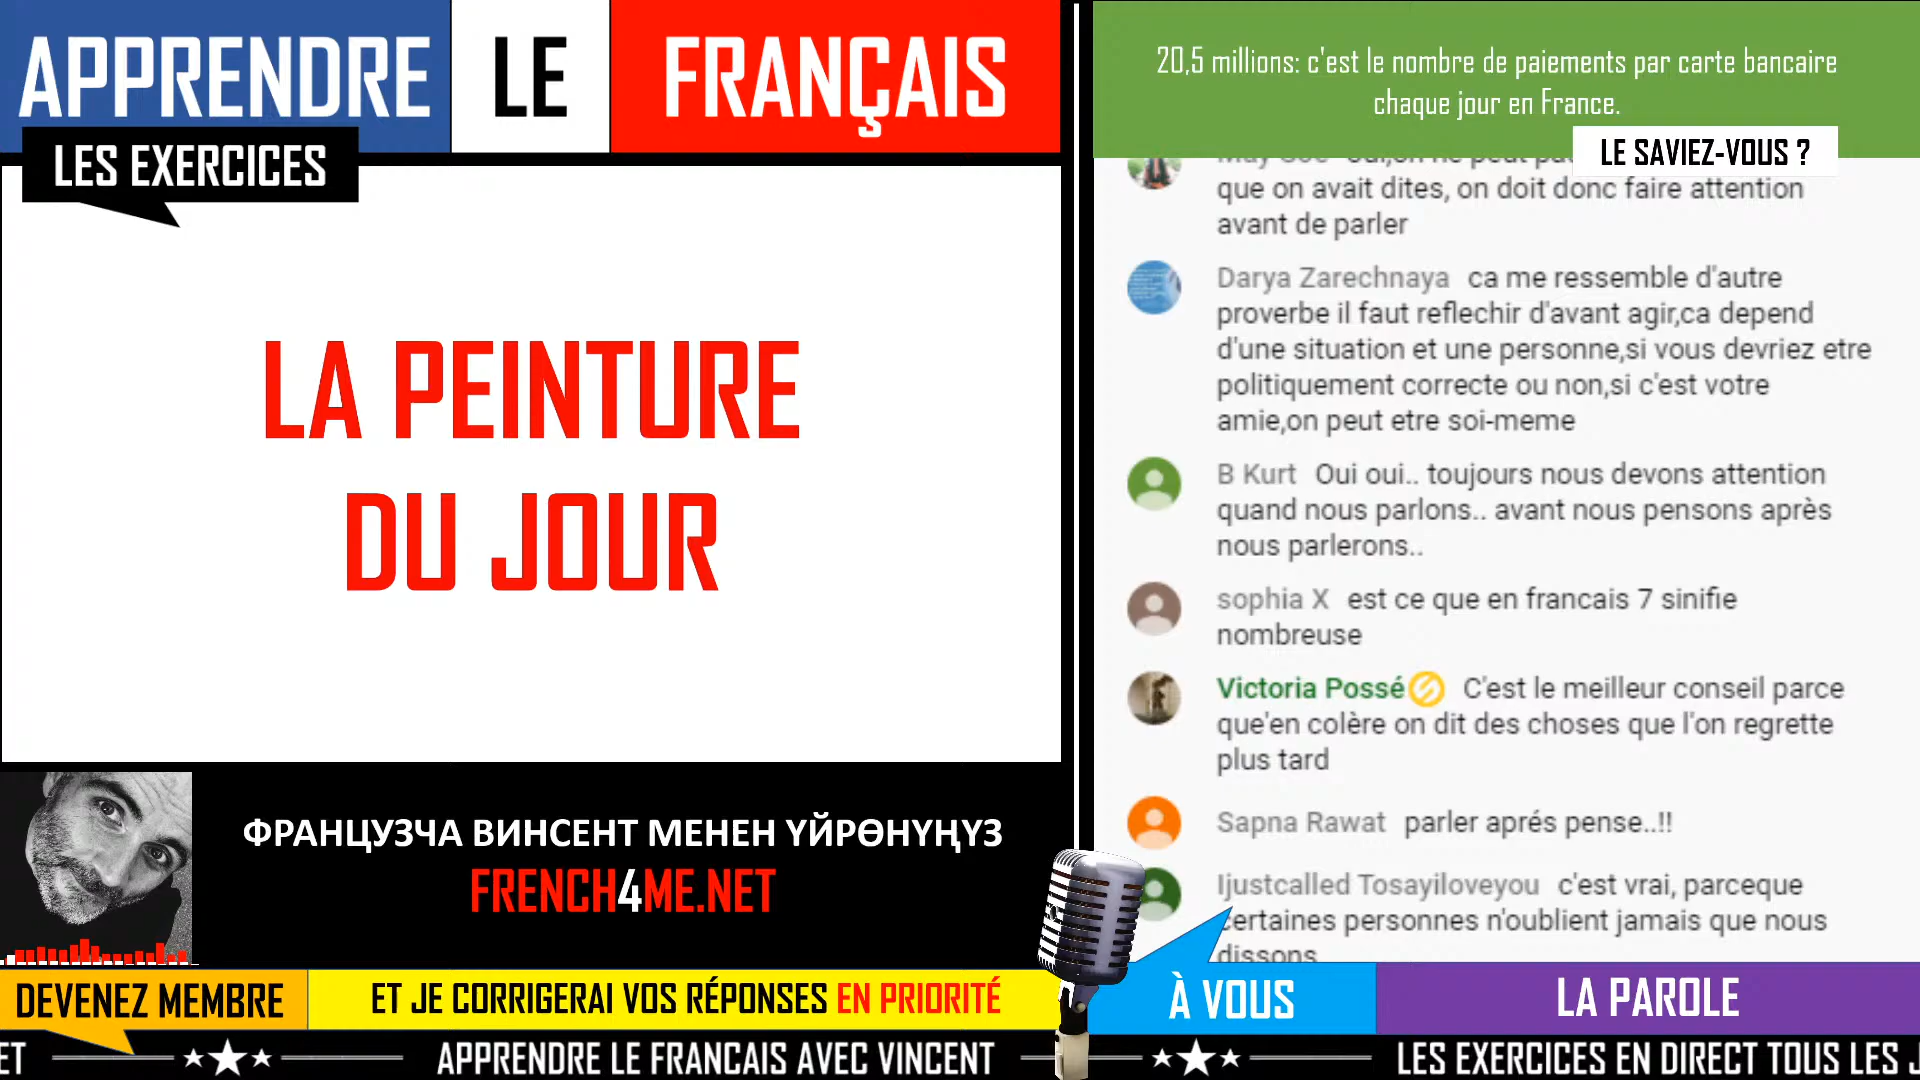 APPRENDRE LE FRANÇAIS
LES EXERCICES
LA PEINTURE
DU JOUR
ФРАНЦУЗЧА ВИНСЕНТ МЕНЕН ҮЙРӨНҮҢҮЗ
FRENCH4ME.NET
DEVENEZ MEMBRE
ET JE CORRIGERAI VOS RÉPONSES EN PRIORITÉ
20,5 millions: c'est le nombre de paiements par carte bancaire
chaque jour en France.
LE SAVIEZ-VOUS ?
que on avait dites, on doit donc faire attention
avant de parler
Darya Zarechnaya ca me ressemble d'autre
proverbe il faut reflechir d'avant agir,ca depend
d'une situation et une personne,si vous devriez etre
politiquement correcte ou non,si c'est votre
amie,on peut etre soi-meme
B Kurt Oui oui.. toujours nous devons attention
quand nous parlons.. avant nous pensons après
nous parlerons..
sophia X est ce que en francais 7 sinifie
nombreuse
Victoria Possé C'est le meilleur conseil parce
que'en colère on dit des choses que l'on regrette
plus tard
Sapna Rawat parler aprés pense..!!
Ijustcalled Tosayiloveyou c'est vrai, parceque
certaines personnes n'oublient jamais que nous
dissons
À VOUS
LA PAROLE
ET APPRENDRE LE FRANCAIS AVEC VINCENT LES EXERCICES EN DIRECT TOUS LES J